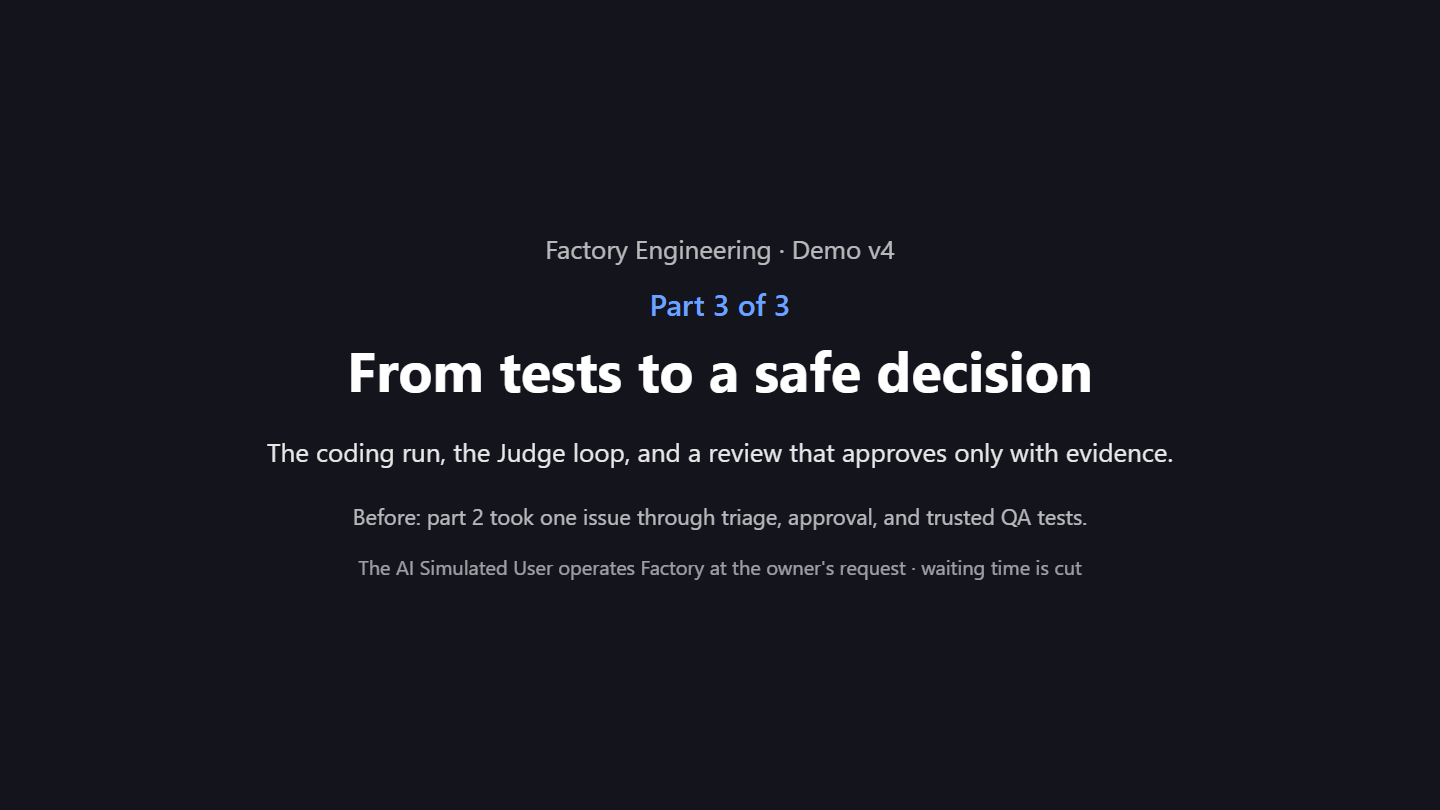 Factory Engineering · Demo v4
Part 3 of 3
From tests to a safe decision
The coding run, the Judge loop, and a review that approves only with evidence.
Before: part 2 took one issue through triage, approval, and trusted QA tests.
The AI Simulated User operates Factory at the owner's request · waiting time is cut